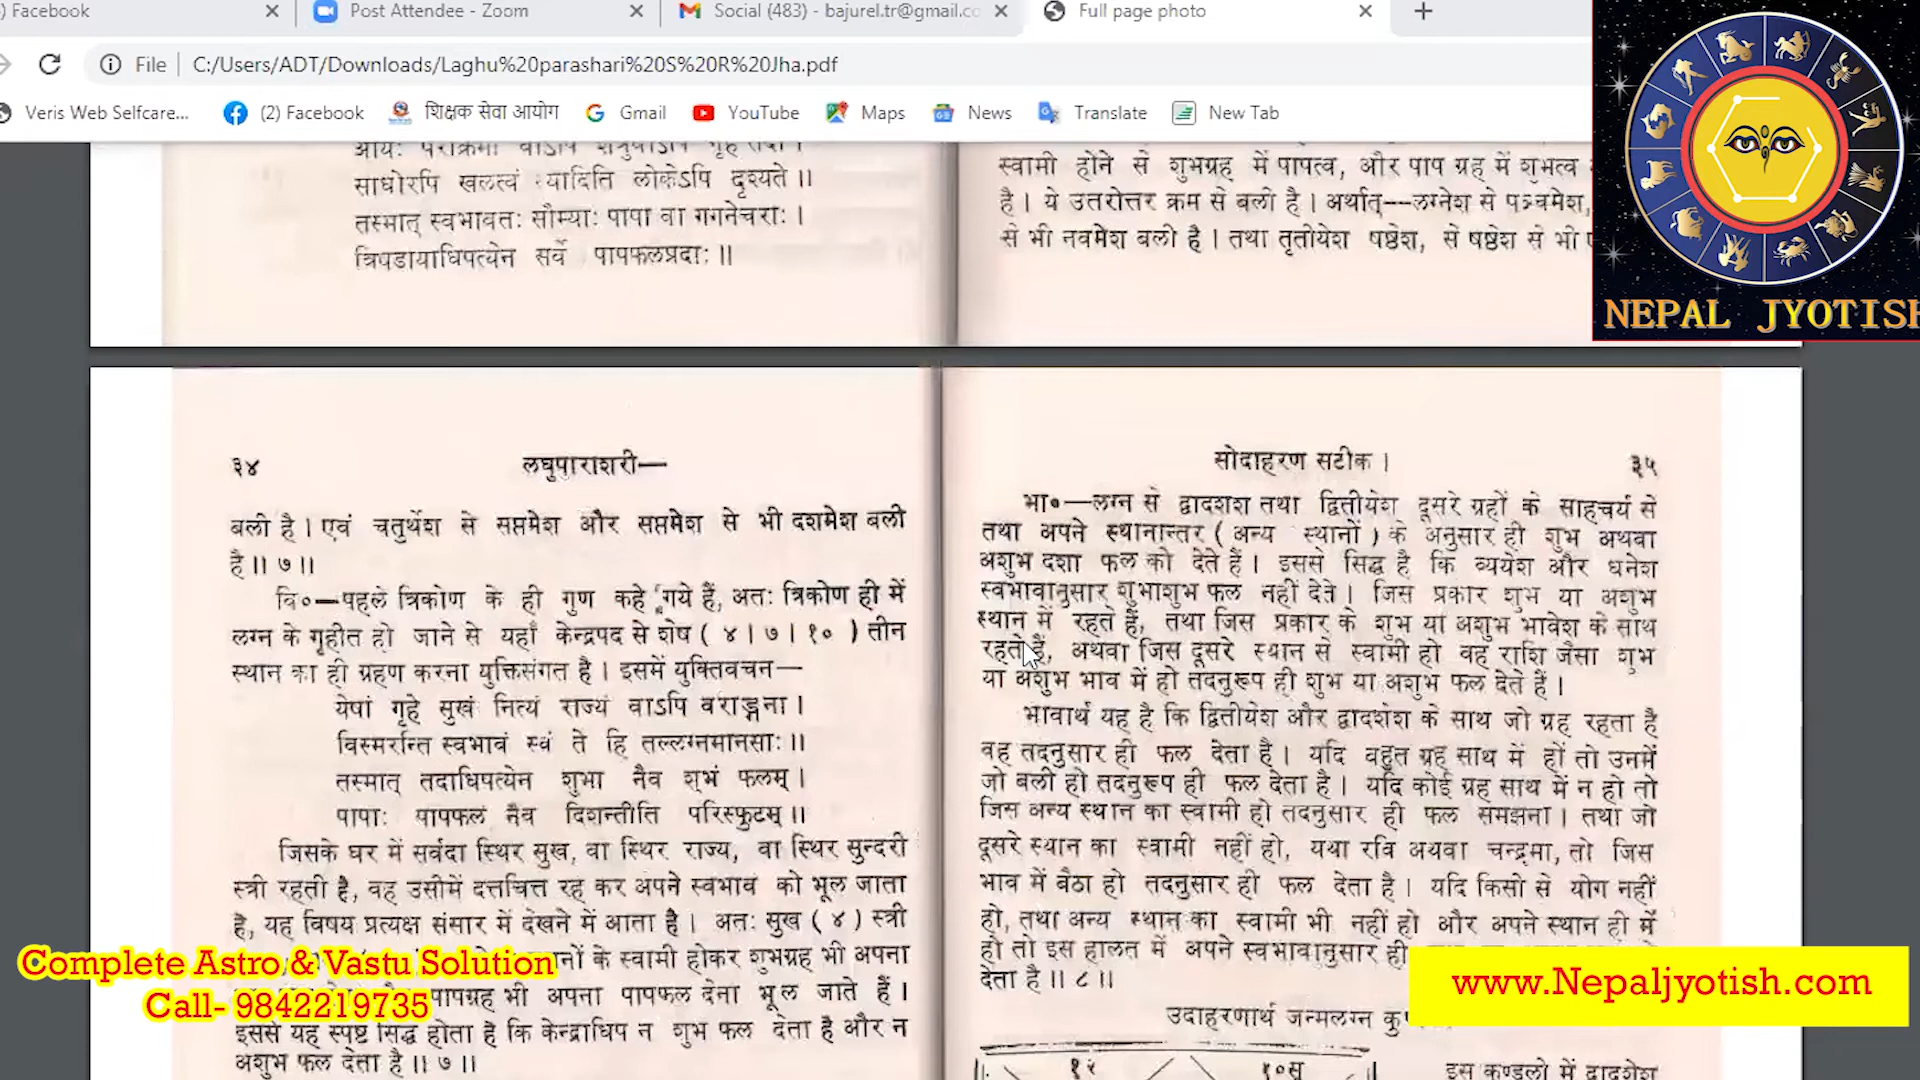 Facebook
Post Attendee - Zoom
Social (483) - bajurel.tr@gmail.co
Full page photo
File
C:/Users/ADT/Downloads/Laghu%20parashari%20S%20R%20Jha.pdf
Veris Web Selfcare...
(2) Facebook
शिक्षक सेवा आयोग
Gmail
YouTube
Maps
News
Translate
New Tab
NEPAL JYOTISH
साधोरपि खलत्वं स्यादिति लोकेऽपि दृश्यते ॥
तस्मात् स्वभावतः सौम्याः पापा वा गगनेचराः ।
त्रिषडायाधिपत्येन सर्वे पापफलप्रदाः ॥
स्वामी होने से शुभग्रह में पापत्व, और पाप ग्रह में शुभत्व
है । ये उतरोत्तर क्रम से बली है । अर्थात्--लग्नेश से पञ्चमेश,
से भी नवमेश बली है । तथा तृतीयेश षष्ठेश, से षष्ठेश से भी
३४
लघुपाराशरी—
बली है । एवं चतुर्थेश से सप्तमेश और सप्तमेश से भी दशमेश बली
है ॥ ७ ॥
वि०—पहले त्रिकोण के ही गुण कहे गये हैं, अतः त्रिकोण ही में
लग्न के गृहीत हो जाने से यहाँ केन्द्रपद से शेष ( ४ । ७ । १० ) तीन
स्थान का ही ग्रहण करना युक्तिसंगत है । इसमें युक्तिवचन—
येषां गृहे सुखं नित्यं राज्यं वाऽपि वराङ्गना ।
विस्मरन्ति स्वभावं स्वं ते हि तल्लग्नमानसाः ॥
तस्मात् तदाधिपत्येन शुभा नैव शुभं फलम् ।
पापाः पापफलं नैव दिशन्तीति परिस्फुटम् ॥
जिसके घर में सर्वदा स्थिर सुख, वा स्थिर राज्य, वा स्थिर सुन्दरी
स्त्री रहती है, वह उसीमें दत्तचित्त रह कर अपने स्वभाव को भूल जाता
है, यह विषय प्रत्यक्ष संसार में देखने में आता है । अतः सुख ( ४ ) स्त्री
नों के स्वामी होकर शुभग्रह भी अपना
पापग्रह भी अपना पापफल देना भूल जाते हैं ।
इससे यह स्पष्ट सिद्ध होता है कि केन्द्राधिप न शुभ फल देता है और न
अशुभ फल देता है ॥ ७ ॥
सोदाहरण सटीक ।
३५
भा०—लग्न से द्वादशश तथा द्वितीयेश दूसरे ग्रहों के साहचर्य से
तथा अपने स्थानान्तर ( अन्य स्थानों ) के अनुसार ही शुभ अथवा
अशुभ दशा फल को देते हैं । इससे सिद्ध है कि व्ययेश और धनेश
स्वभावानुसार शुभाशुभ फल नहीं देते । जिस प्रकार शुभ या अशुभ
स्थान में रहते हैं, तथा जिस प्रकार के शुभ या अशुभ भावेश के साथ
रहते हैं, अथवा जिस दूसरे स्थान से स्वामी हो वह राशि जैसा शुभ
या अशुभ भाव में हो तदनुरूप ही शुभ या अशुभ फल देते हैं ।
भावार्थ यह है कि द्वितीयेश और द्वादशेश के साथ जो ग्रह रहता है
वह तदनुसार ही फल देता है । यदि बहुत ग्रह साथ में हों तो उनमें
जो बली हो तदनुरूप ही फल देता है । यदि कोई ग्रह साथ में न हो तो
जिस अन्य स्थान का स्वामी हो तदनुसार ही फल समझना । तथा जो
दूसरे स्थान का स्वामी नहीं हो, यथा रवि अथवा चन्द्रमा, तो जिस
भाव में बैठा हो तदनुसार ही फल देता है । यदि किसो से योग नहीं
हो, तथा अन्य स्थान का स्वामी भी नहीं हो और अपने स्थान ही में
हो तो इस हालत में अपने स्वभावानुसार ही
देता है ॥ ८ ॥
उदाहरणार्थ जन्मलग्न
१०सू
इस कुण्डलो में द्वादशेश
Complete Astro & Vastu Solution
Call- 9842219735
www.Nepaljyotish.com